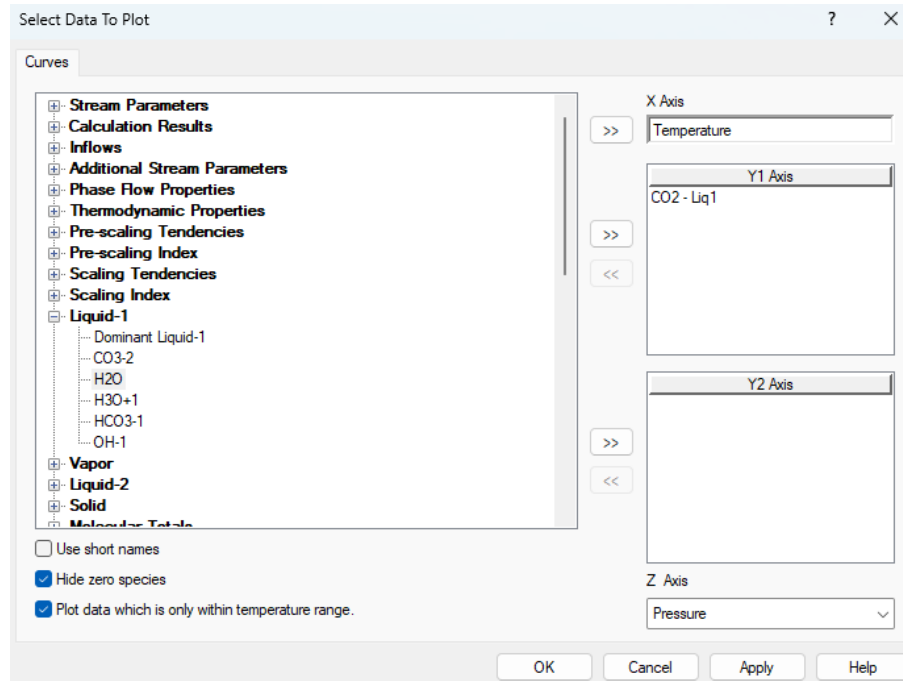 Select Data To Plot
?
Curves
Stream Parameters
Calculation Results
Inflows
Additional Stream Parameters
Phase Flow Properties
Thermodynamic Properties
Pre-scaling Tendencies
Pre-scaling Index
Scaling Tendencies
Scaling Index
Liquid-1
Dominant Liquid-1
CO3-2
H2O
H3O+1
HCO3-1
OH-1
Vapor
Liquid-2
Solid
Molecular Totals
Use short names
Hide zero species
Plot data which is only within temperature range.
>>
X Axis
Temperature
>>
<<
Y1 Axis
CO2 - Liq1
>>
<<
Y2 Axis
Z Axis
Pressure
OK
Cancel
Apply
Help